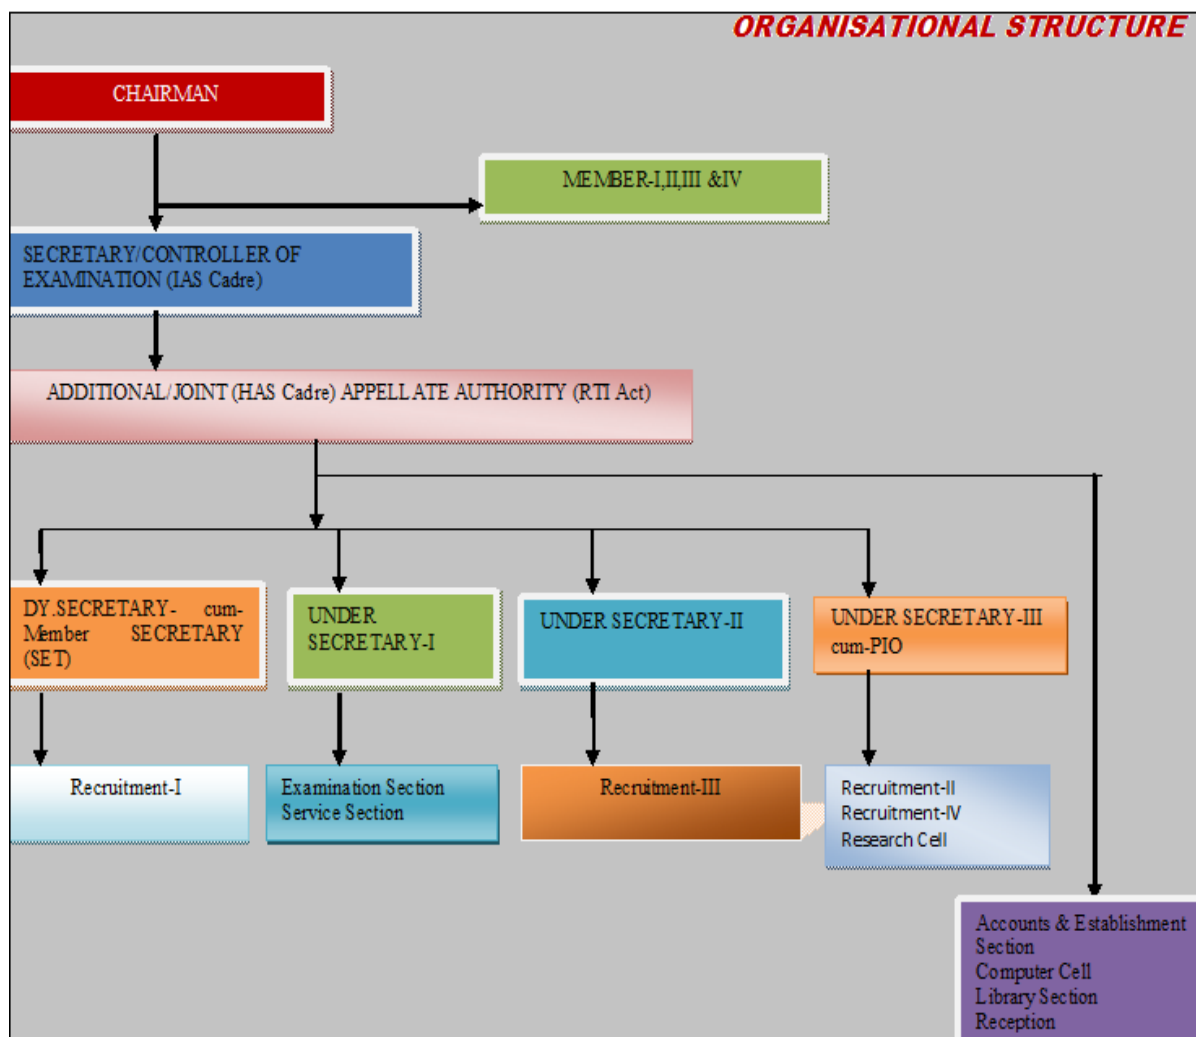 ORGANISATIONAL STRUCTURE
CHAIRMAN
MEMBER-I,II,III &IV
SECRETARY/CONTROLLER OF
EXAMINATION (IAS Cadre)
ADDITIONAL/JOINT (HAS Cadre) APPELLATE AUTHORITY (RTI Act)
DY.SECRETARY- cum-
Member SECRETARY
(SET)
UNDER
SECRETARY-I
UNDER SECRETARY-II
UNDER SECRETARY-III
cum-PIO
Recruitment-I
Examination Section
Service Section
Recruitment-III
Recruitment-II
Recruitment-IV
Research Cell
Accounts & Establishment
Section
Computer Cell
Library Section
Reception